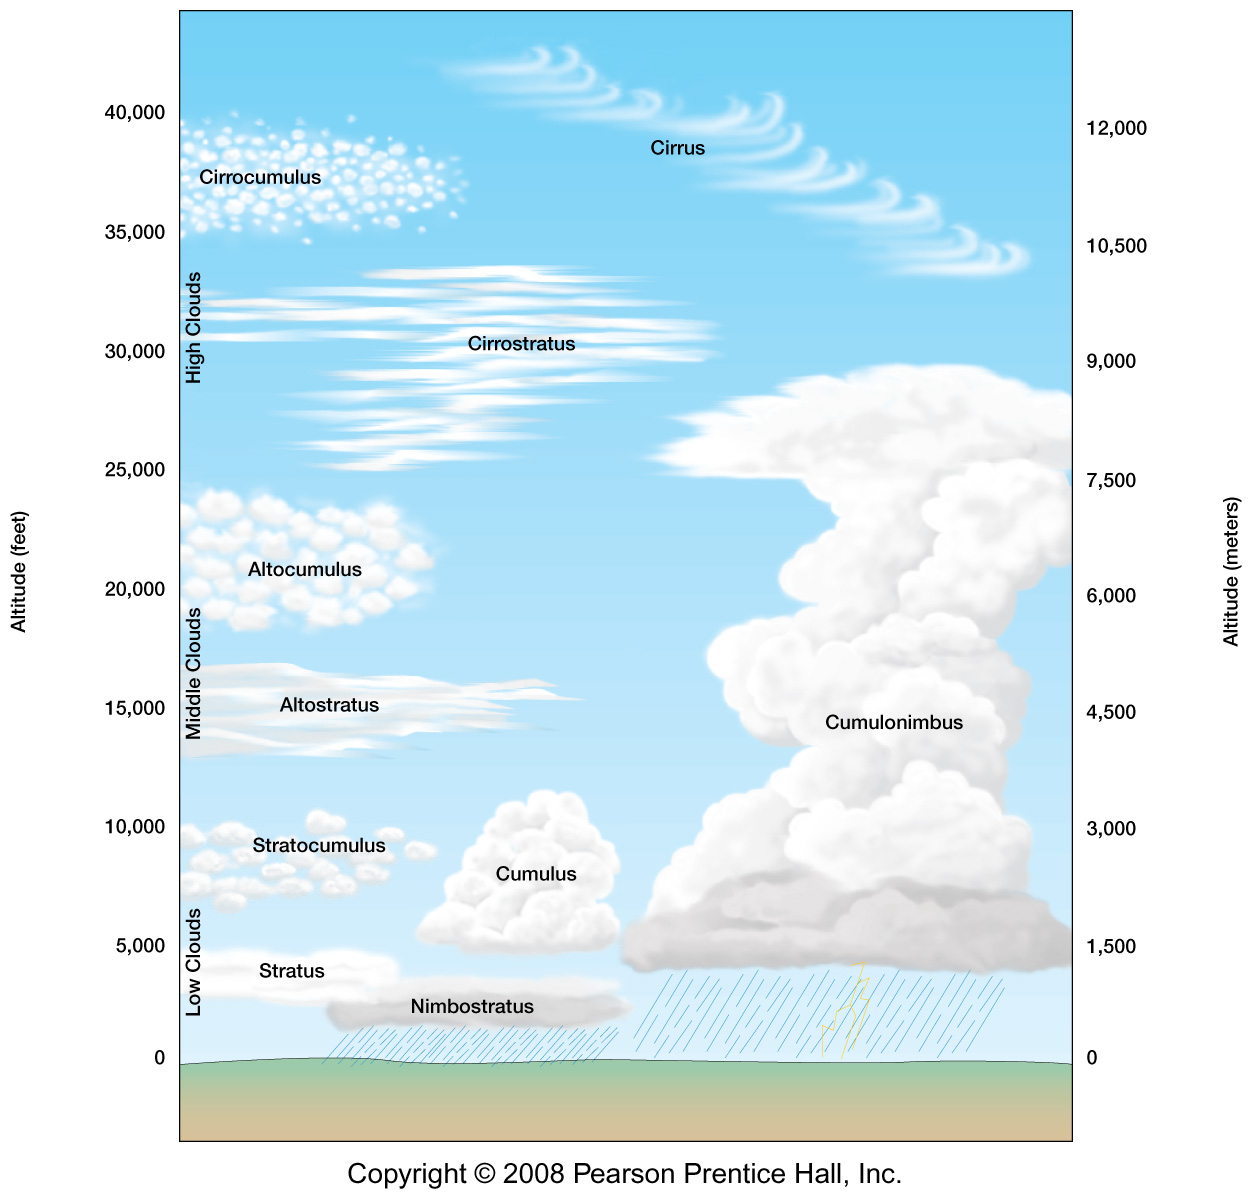 40,000
12,000
Cirrus
Cirrocumulus
35,000
10,500
High Clouds
Cirrostratus
30,000
9,000
25,000
7,500
Altitude (feet)
Altitude (meters)
Altocumulus
20,000
6,000
Middle Clouds
Altostratus
15,000
4,500
Cumulonimbus
10,000
3,000
Stratocumulus
Cumulus
Low Clouds
5,000
1,500
Stratus
Nimbostratus
0
0
Copyright © 2008 Pearson Prentice Hall, Inc.